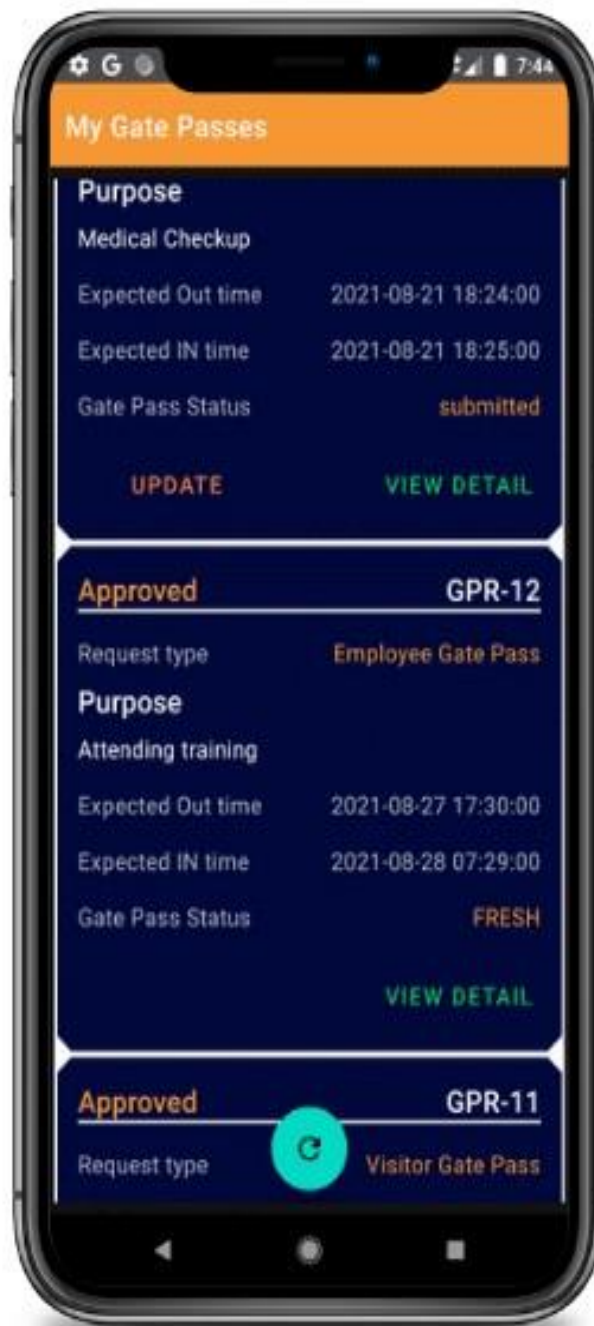 G 7:44
My Gate Passes
Purpose
Medical Checkup
Expected Out time 2021-08-21 18:24:00
Expected IN time 2021-08-21 18:25:00
Gate Pass Status submitted
UPDATE VIEW DETAIL
Approved GPR-12
Request type Employee Gate Pass
Purpose
Attending training
Expected Out time 2021-08-27 17:30:00
Expected IN time 2021-08-28 07:29:00
Gate Pass Status FRESH
VIEW DETAIL
Approved GPR-11
Request type Visitor Gate Pass